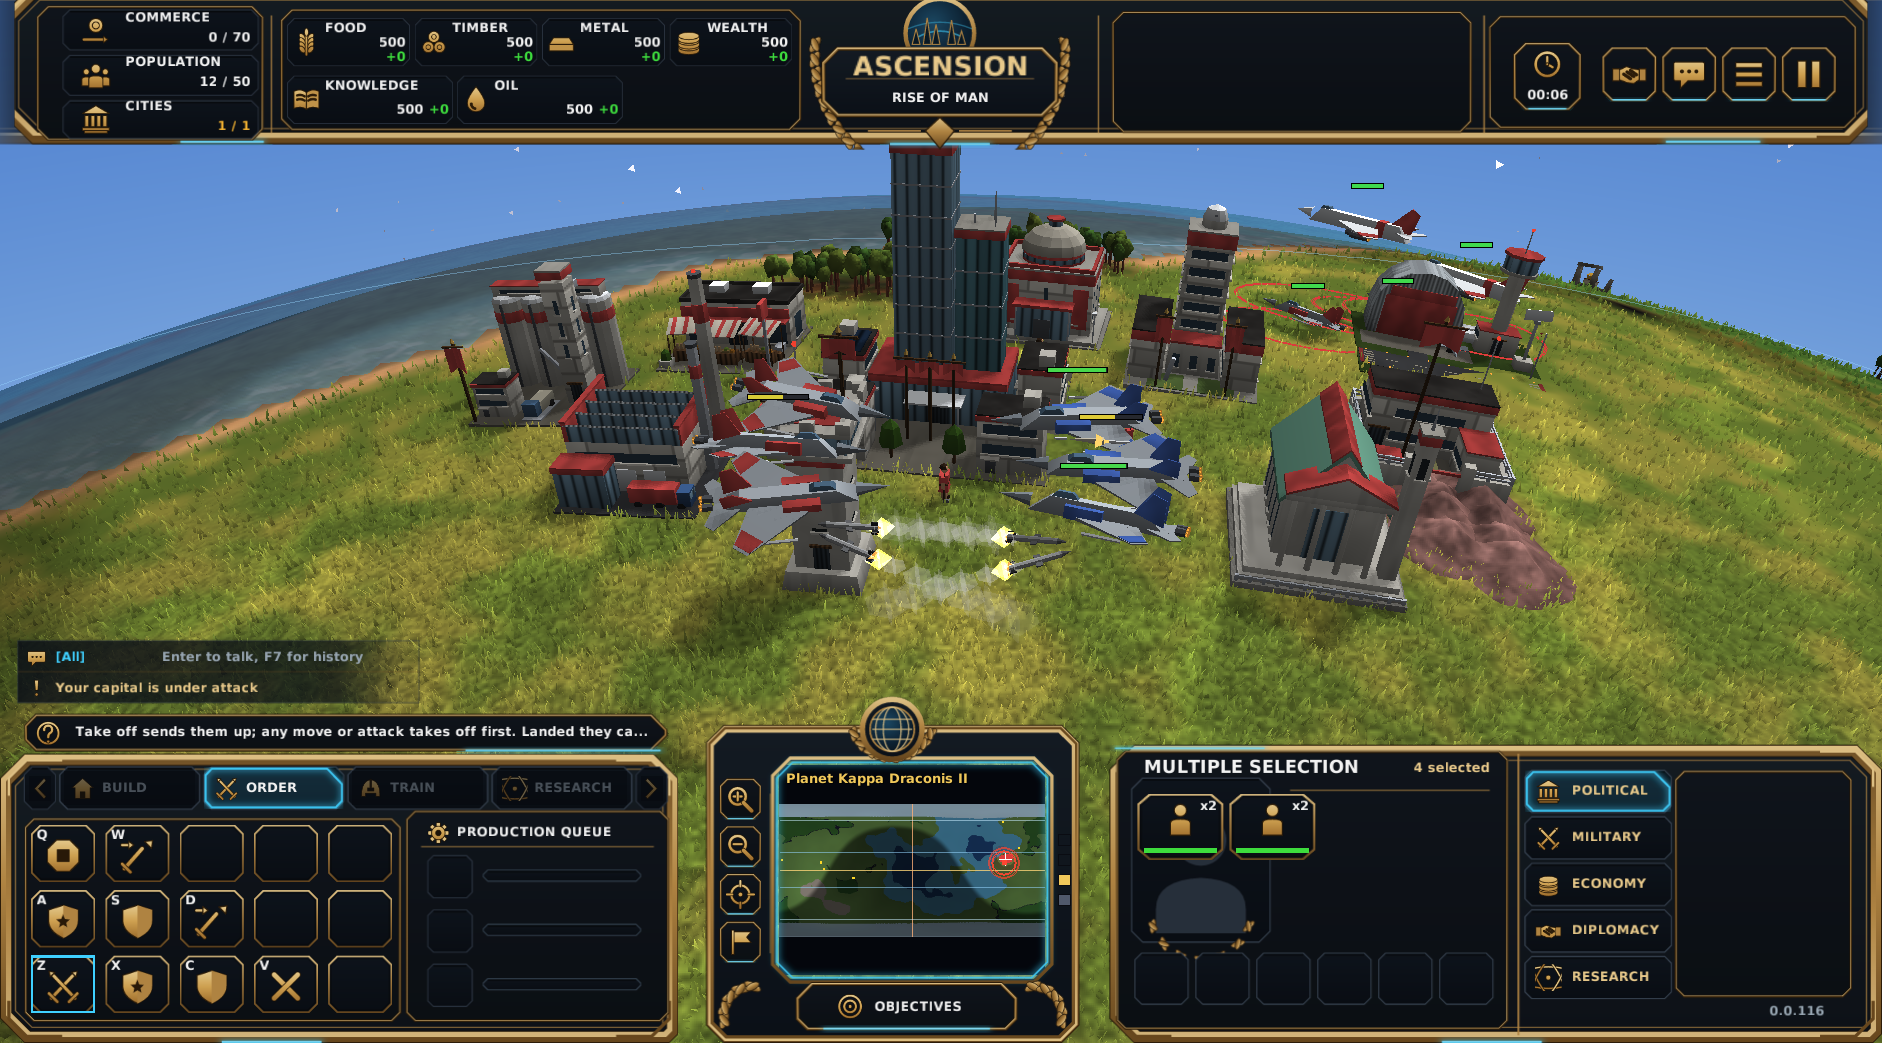 COMMERCE
0 / 70
POPULATION
12 / 50
CITIES
1 / 1
FOOD
500
+0
TIMBER
500
+0
METAL
500
+0
WEALTH
500
+0
KNOWLEDGE
500 +0
OIL
500 +0
ASCENSION
RISE OF MAN
00:06
[All] Enter to talk, F7 for history
! Your capital is under attack
Take off sends them up; any move or attack takes off first. Landed they ca...
BUILD
ORDER
TRAIN
RESEARCH
Q
W
A
S
D
Z
X
C
V
PRODUCTION QUEUE
Planet Kappa Draconis II
OBJECTIVES
MULTIPLE SELECTION
4 selected
x2
x2
POLITICAL
MILITARY
ECONOMY
DIPLOMACY
RESEARCH
0.0.116